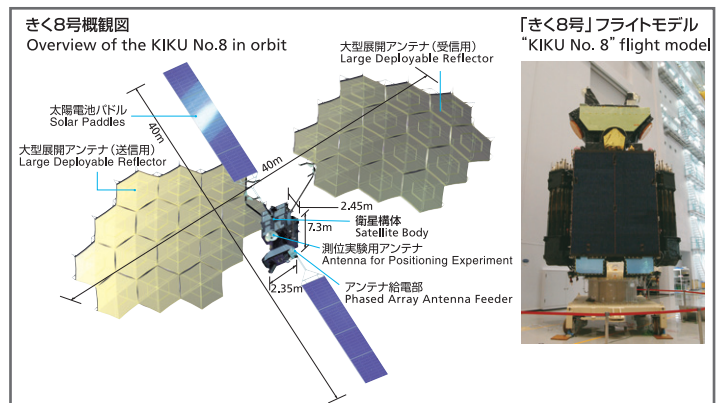 きく8号概観図
Overview of the KIKU No.8 in orbit
大型展開アンテナ(受信用)
Large Deployable Reflector
太陽電池パドル
Solar Paddles
大型展開アンテナ(送信用)
Large Deployable Reflector
40m
40m
2.45m
7.3m
衛星構体
Satellite Body
測位実験用アンテナ
Antenna for Positioning Experiment
2.35m
アンテナ給電部
Phased Array Antenna Feeder
「きく8号」フライトモデル
“KIKU No. 8” flight model